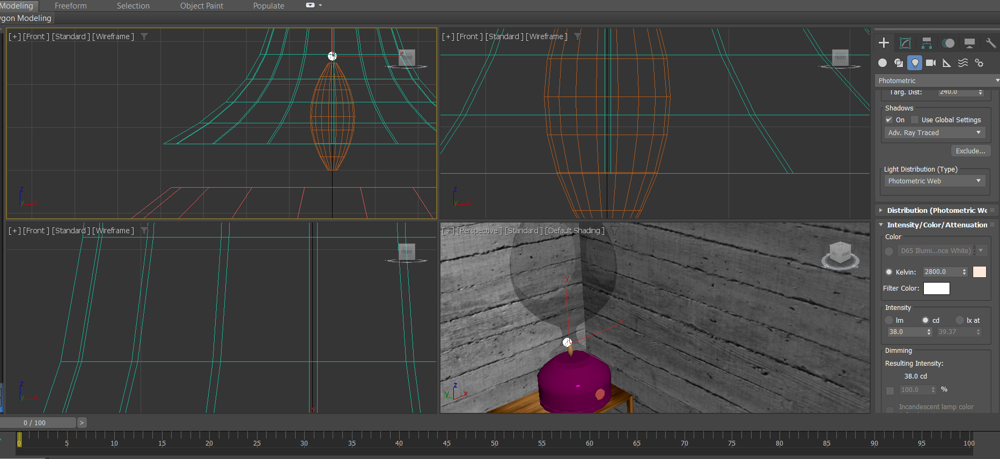 Modeling Freeform Selection Object Paint Populate
ygon Modeling
[+] [Front ] [Standard ] [Wireframe ]
[+] [Front ] [Standard ] [Wireframe ]
FRONT
FRONT
x
z
y x
z
y x
[+] [Front ] [Standard ] [Wireframe ]
FRONT
z
y x
y
[+] [Perspective ] [Standard ] [Default Shading ]
y
x
z
z
y x
Photometric
Targ. Dist: 240.0
Shadows
On Use Global Settings
Adv. Ray Traced
Exclude...
Light Distribution (Type)
Photometric Web
Distribution (Photometric We
Intensity/Color/Attenuation
Color
D65 Illumi...nce White)
Kelvin: 2800.0
Filter Color:
Intensity
lm cd lx at
38.0 39.37
Dimming
Resulting Intensity:
38.0 cd
100.0 %
Incandescent lamp color
0 / 100 >
0 5 10 15 20 25 30 35 40 45 50 55 60 65 70 75 80 85 90 95 100